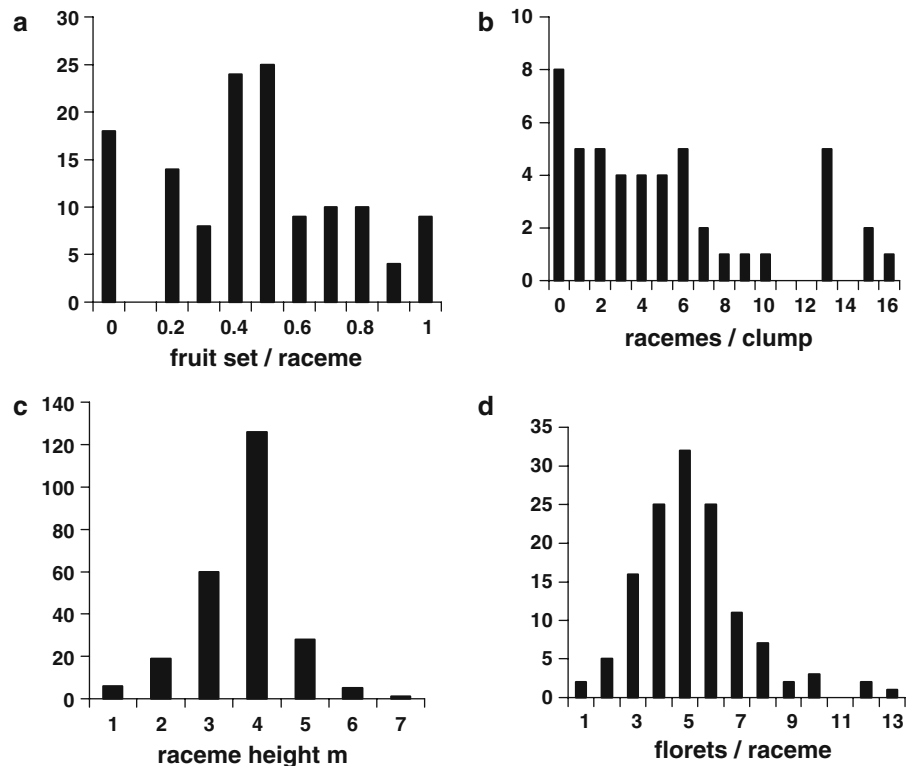 a
30
25
20
15
10
5
0
0 0.2 0.4 0.6 0.8 1
fruit set / raceme
b
10
8
6
4
2
0
0 2 4 6 8 10 12 14 16
racemes / clump
c
140
120
100
80
60
40
20
0
1 2 3 4 5 6 7
raceme height m
d
35
30
25
20
15
10
5
0
1 3 5 7 9 11 13
florets / raceme